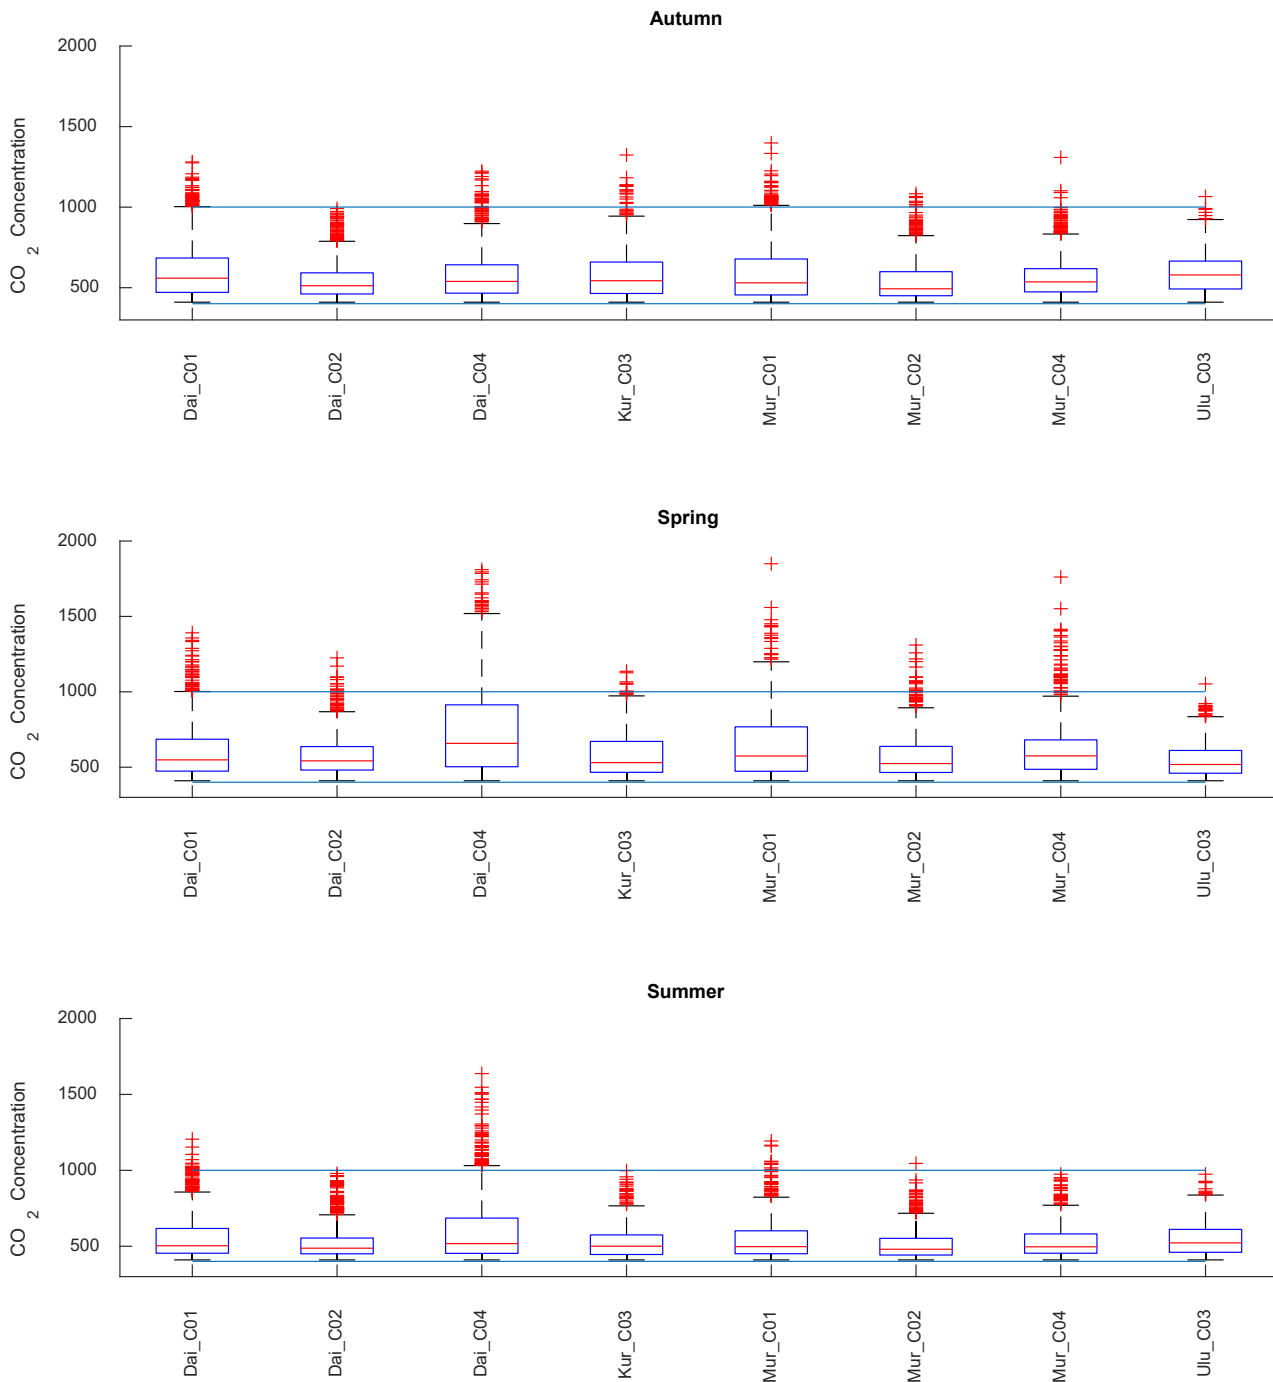 Autumn
2000
1500
1000
500
CO 2 Concentration
Dai_C01
Dai_C02
Dai_C04
Kur_C03
Mur_C01
Mur_C02
Mur_C04
Ulu_C03
Spring
2000
1500
1000
500
CO 2 Concentration
Dai_C01
Dai_C02
Dai_C04
Kur_C03
Mur_C01
Mur_C02
Mur_C04
Ulu_C03
Summer
2000
1500
1000
500
CO 2 Concentration
Dai_C01
Dai_C02
Dai_C04
Kur_C03
Mur_C01
Mur_C02
Mur_C04
Ulu_C03